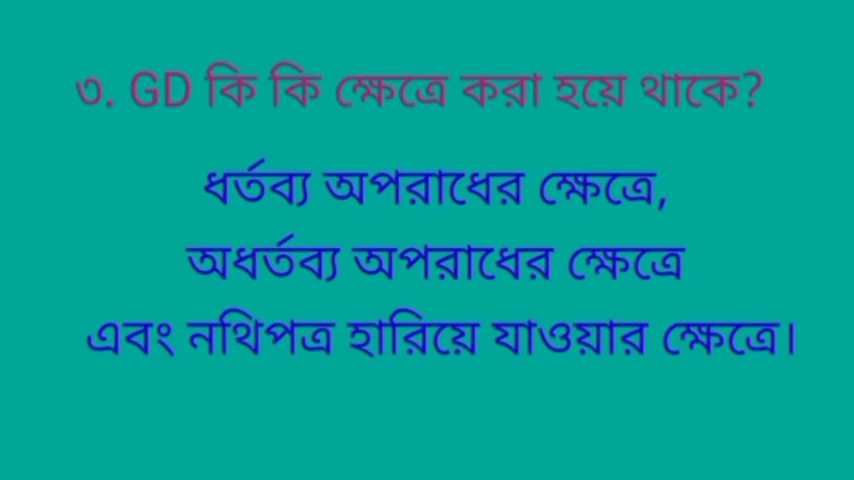 ৩. GD কি কি ক্ষেত্রে করা হয়ে থাকে?
ধর্তব্য অপরাধের ক্ষেত্রে,
অধর্তব্য অপরাধের ক্ষেত্রে
এবং নথিপত্র হারিয়ে যাওয়ার ক্ষেত্রে।